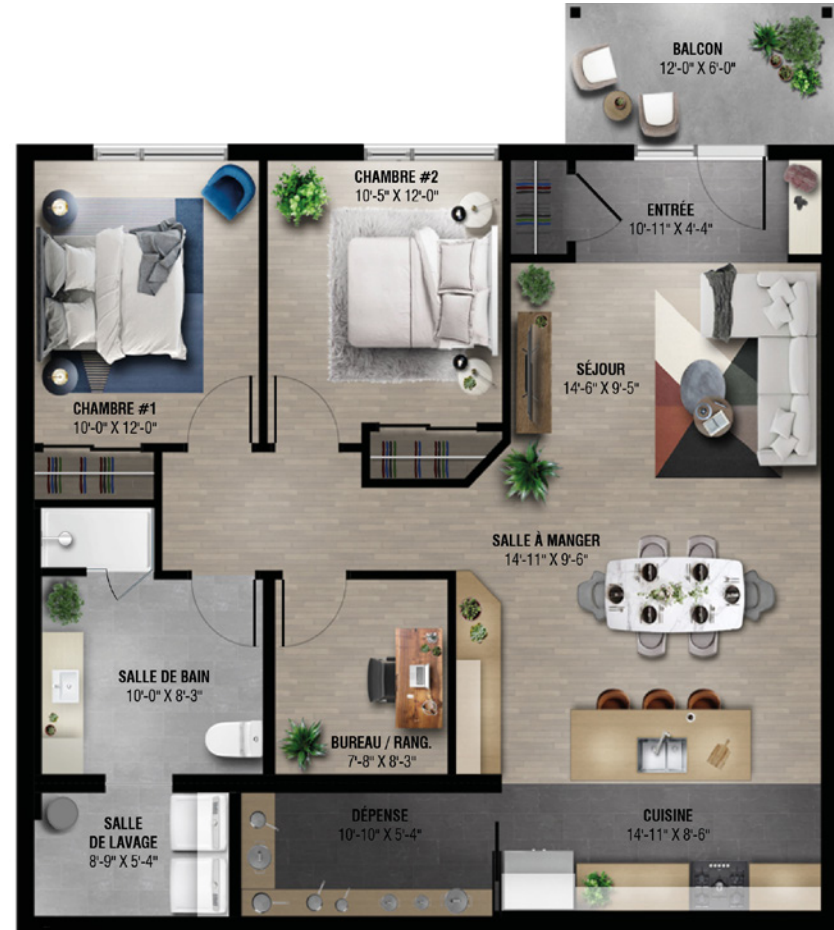 BALCON
12'-0" X 6'-0"
CHAMBRE #2
10'-5" X 12'-0"
ENTRÉE
10'-11" X 4'-4"
SÉJOUR
14'-6" X 9'-5"
CHAMBRE #1
10'-0" X 12'-0"
SALLE À MANGER
14'-11" X 9'-6"
SALLE DE BAIN
10'-0" X 8'-3"
BUREAU / RANG.
7'-8" X 8'-3"
SALLE
DE LAVAGE
8'-9" X 5'-4"
DÉPENSE
10'-10" X 5'-4"
CUISINE
14'-11" X 8'-6"